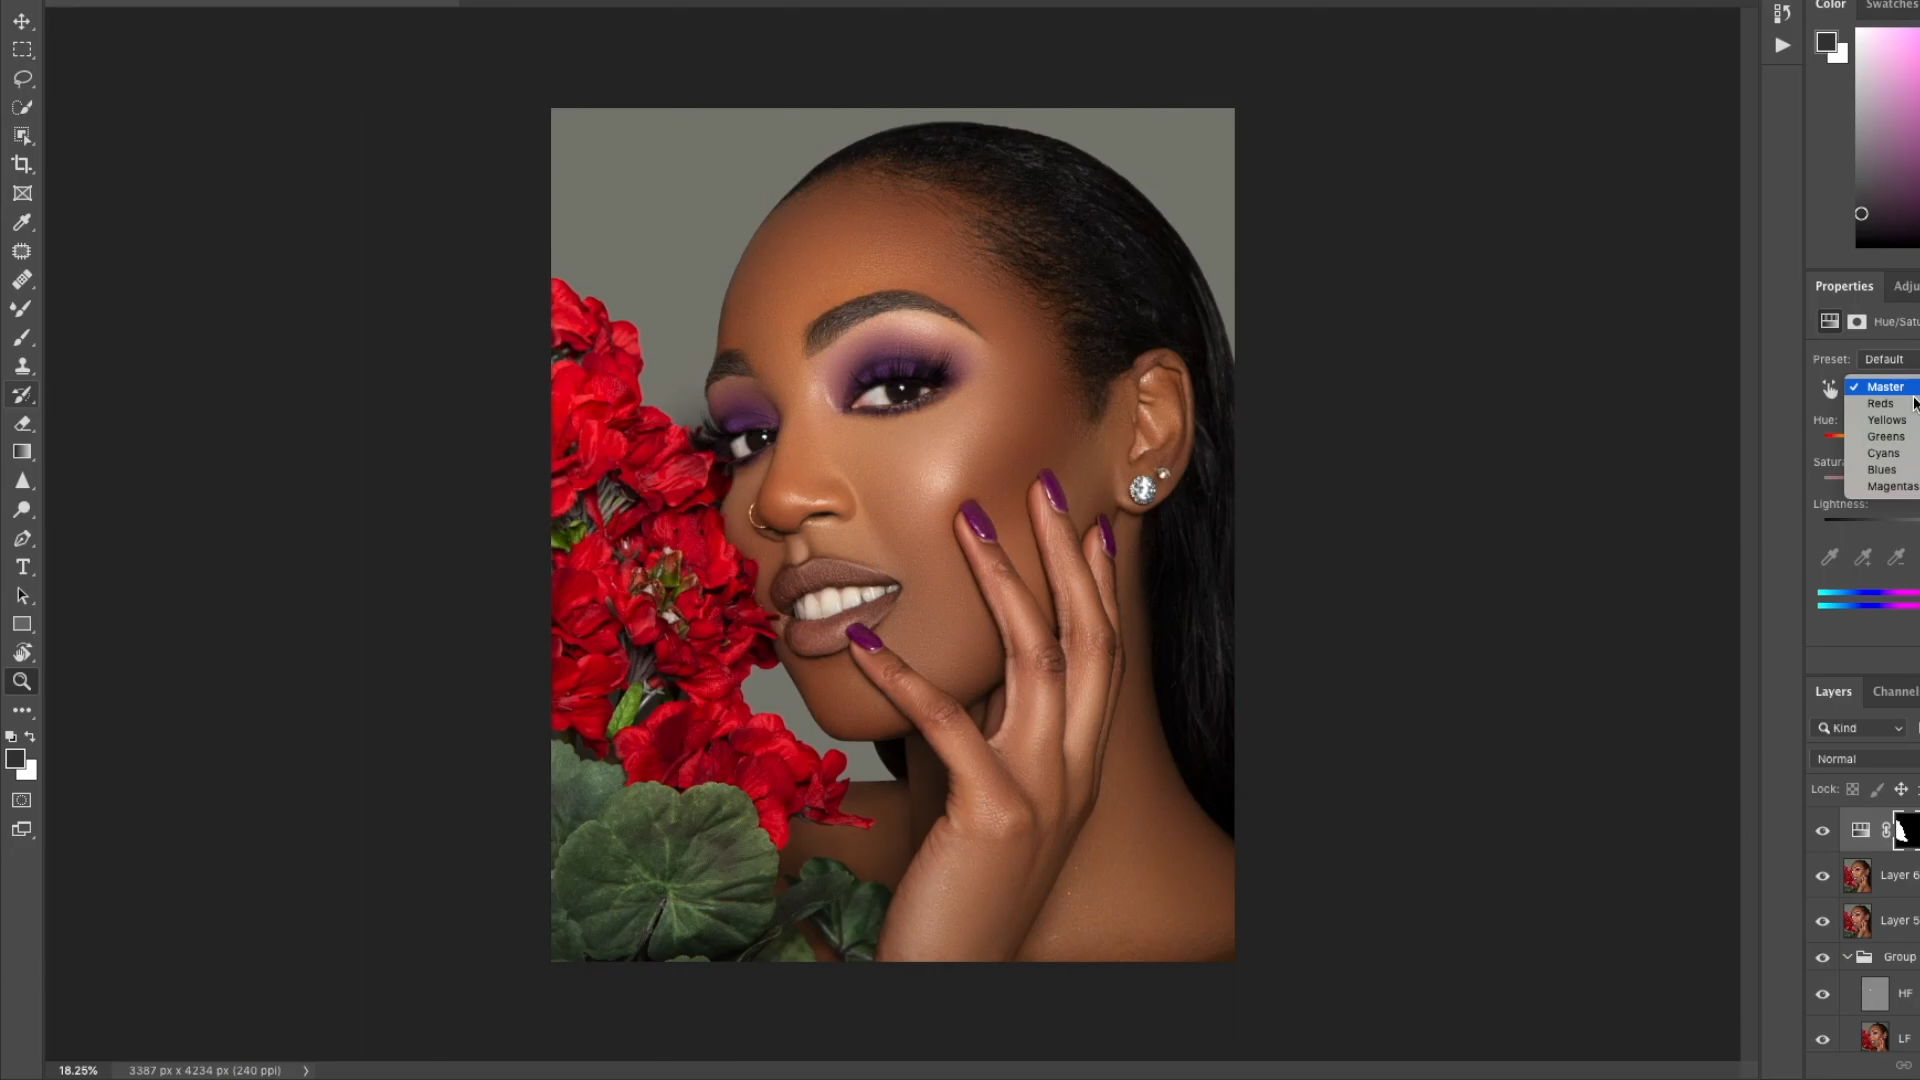 Color Swatches
Properties Adju
Hue/Satu
Preset: Default
Master
Reds
Hue: Yellows
Greens
Cyans
Satura Blues
Magentas
Lightness:
T
Layers Channel
Kind
Normal
Lock:
Layer 6
Layer 5
Group
HF
LF
18.25% 3387 px x 4234 px (240 ppi)